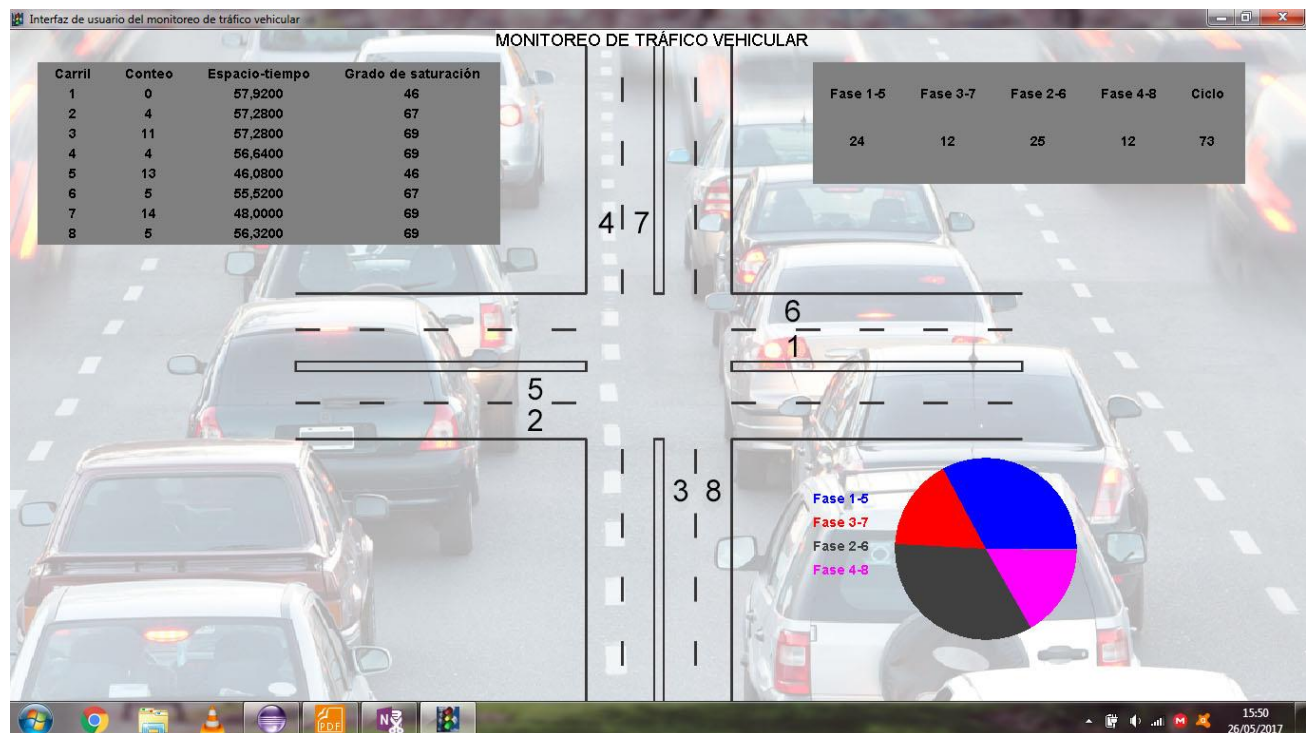 Interfaz de usuario del monitoreo de tráfico vehicular
MONITOREO DE TRÁFICO VEHICULAR
Carril Conteo Espacio-tiempo Grado de saturación
1 0 57,9200 46
2 4 57,2800 67
3 11 57,2800 69
4 4 56,6400 69
5 13 46,0800 46
6 5 55,5200 67
7 14 48,0000 69
8 5 56,3200 69
Fase 1-5 Fase 3-7 Fase 2-6 Fase 4-8 Ciclo
24 12 25 12 73
4 7
6
1
5
2
3 8
Fase 1-5
Fase 3-7
Fase 2-6
Fase 4-8
PDF
N
15:50
26/05/2017